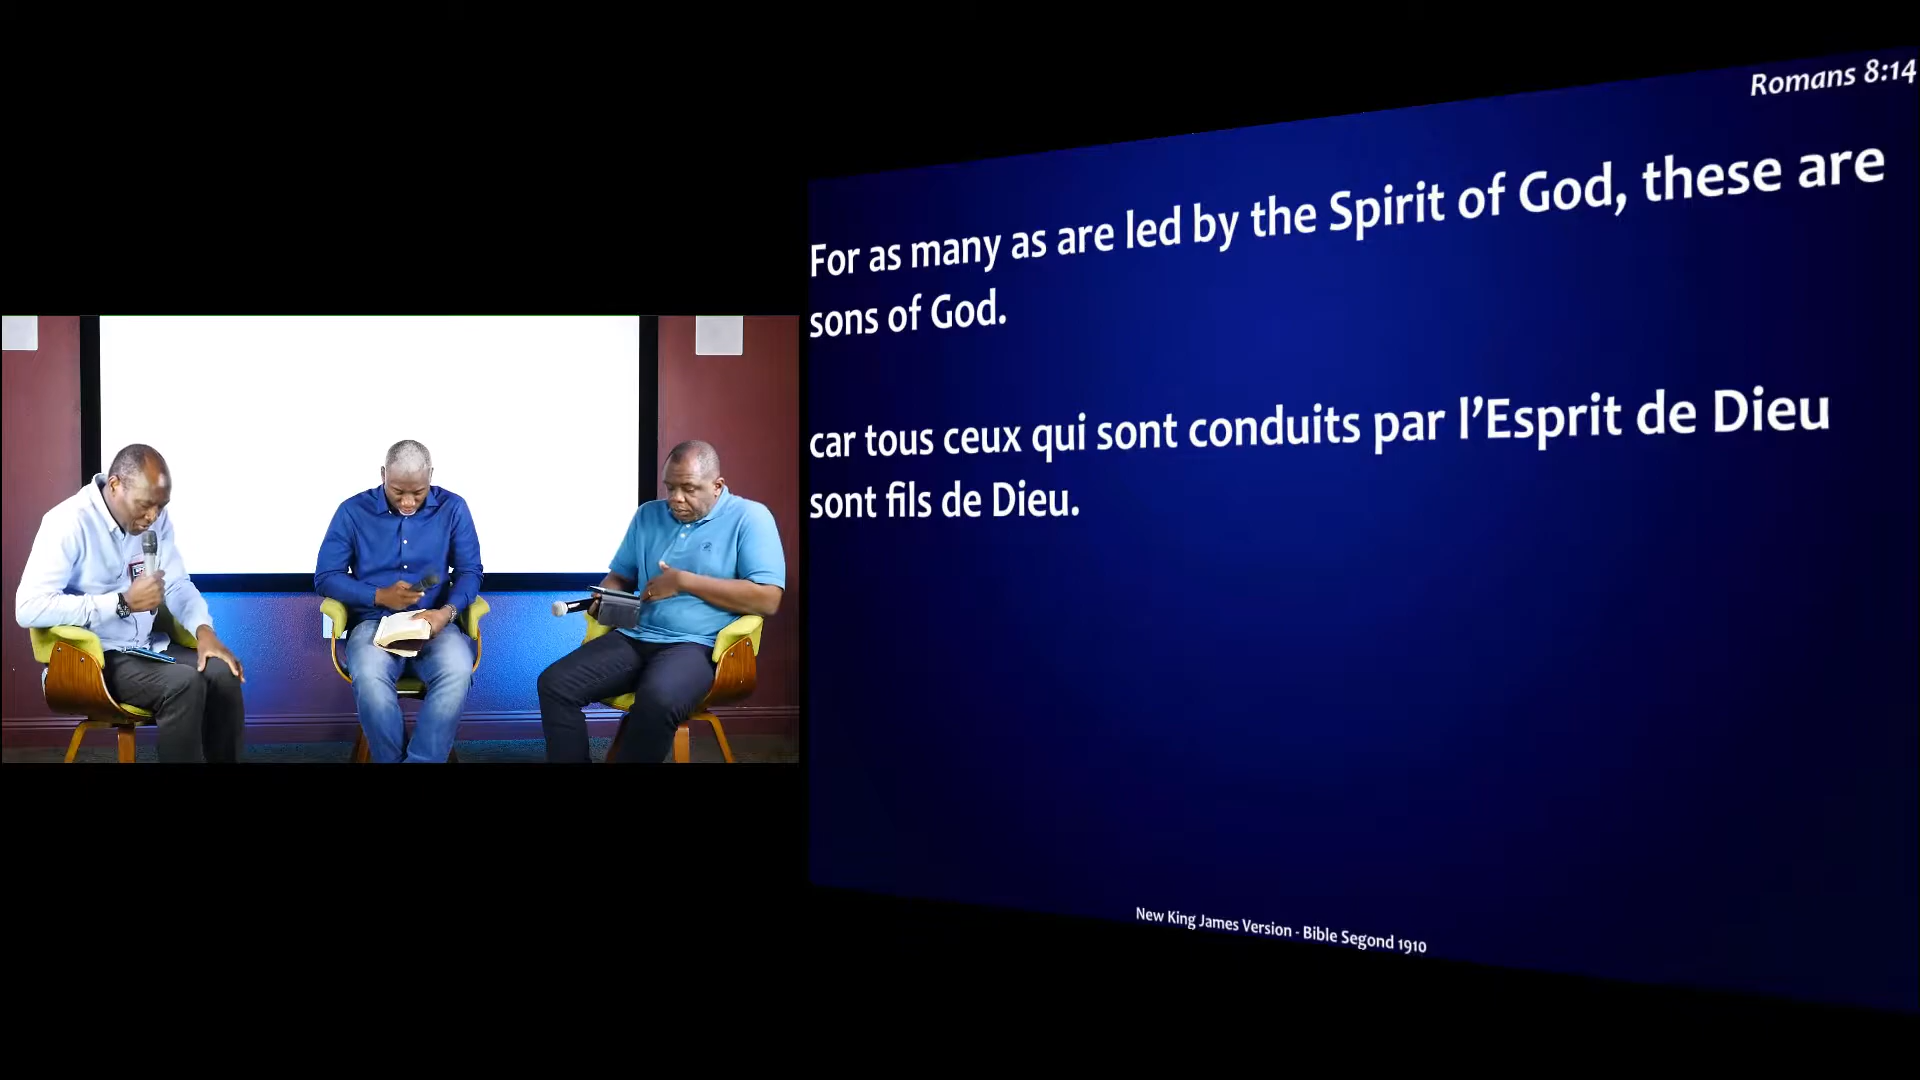 Romans 8:14
For as many as are led by the Spirit of God, these are
sons of God.
car tous ceux qui sont conduits par l’Esprit de Dieu
sont fils de Dieu.
New King James Version - Bible Segond 1910